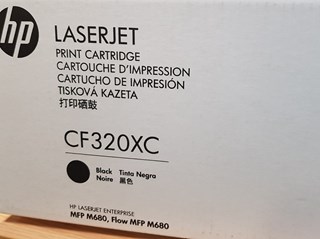 hp LASERJET
PRINT CARTRIDGE
CARTOUCHE D'IMPRESSION
CARTUCHO DE IMPRESIÓN
TISKOVÁ KAZETA
打印硒鼓
CF320XC
Black Tinta Negra
Noire 黑色
HP LASERJET ENTERPRISE
MFP M680, Flow MFP M680